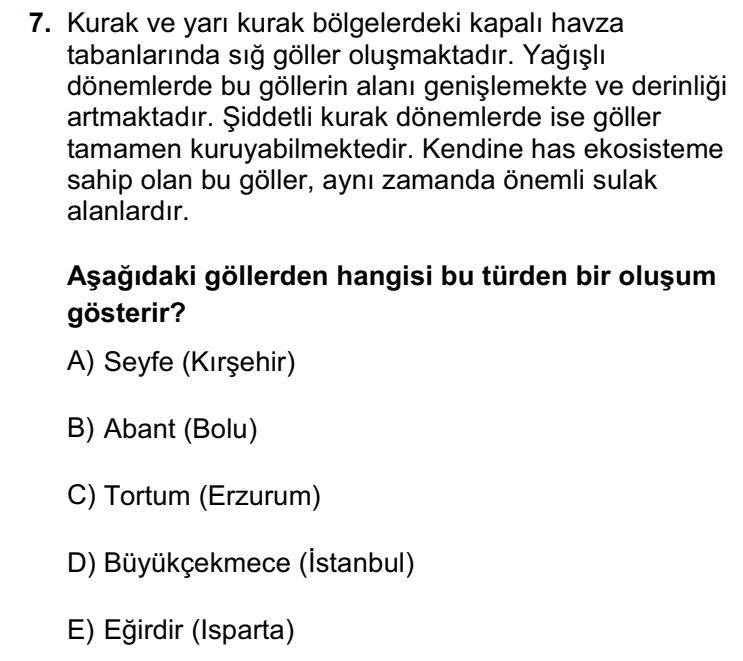 7. Kurak ve yarı kurak bölgelerdeki kapalı havza
tabanlarında sığ göller oluşmaktadır. Yağışlı
dönemlerde bu göllerin alanı genişlemekte ve derinliği
artmaktadır. Şiddetli kurak dönemlerde ise göller
tamamen kuruyabilmektedir. Kendine has ekosisteme
sahip olan bu göller, aynı zamanda önemli sulak
alanlardır.
Aşağıdaki göllerden hangisi bu türden bir oluşum
gösterir?
A) Seyfe (Kırşehir)
B) Abant (Bolu)
C) Tortum (Erzurum)
D) Büyükçekmece (İstanbul)
E) Eğirdir (Isparta)